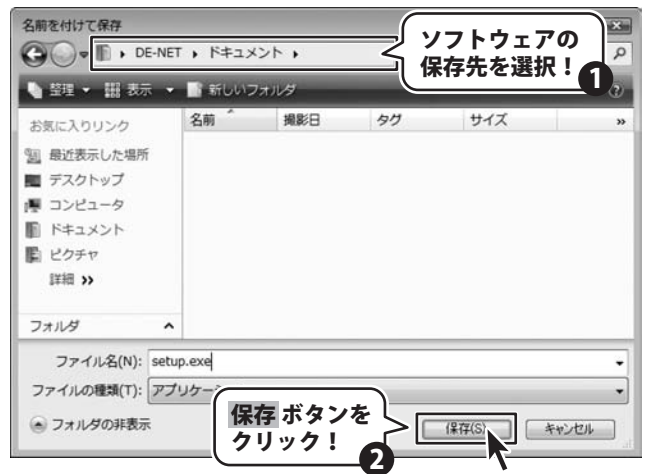 名前を付けて保存
DE-NET ▸ ドキュメント ▸
ソフトウェアの
保存先を選択！
1
整理 表示 新しいフォルダ
お気に入りリンク
最近表示した場所
デスクトップ
コンピュータ
ドキュメント
ピクチャ
詳細 »
フォルダ
名前 撮影日 タグ サイズ »
ファイル名(N): setup.exe
ファイルの種類(T):
フォルダの非表示
保存 ボタンを
クリック！
2
保存(S) キャンセル